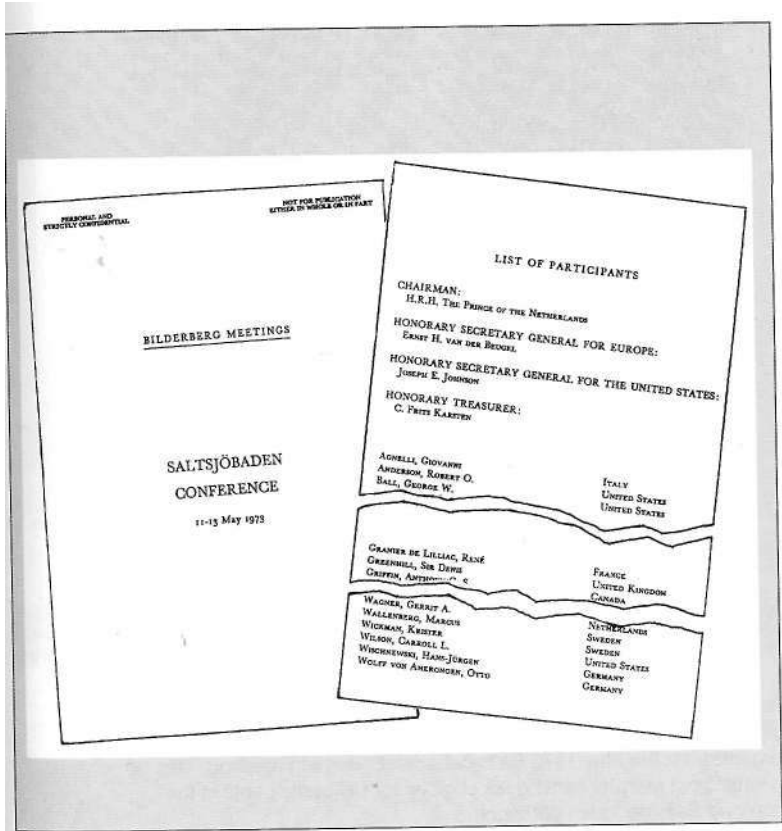 PERSONAL AND
STRICTLY CONFIDENTIAL
NOT FOR PUBLICATION
EITHER IN WHOLE OR IN PART
BILDERBERG MEETINGS
SALTSJÖBADEN
CONFERENCE
11-13 May 1973
LIST OF PARTICIPANTS
CHAIRMAN:
H.R.H. The Prince of the Netherlands
HONORARY SECRETARY GENERAL FOR EUROPE:
Ernst H. van der Beugel
HONORARY SECRETARY GENERAL FOR THE UNITED STATES:
Joseph E. Johnson
HONORARY TREASURER:
C. Frits Karsten
Agnelli, Giovanni Italy
Anderson, Robert O. United States
Ball, George W. United States
Granier de Lilliac, René France
Greenhill, Sir Denis United Kingdom
Griffin, Anthony G. S. Canada
Wagner, Gerrit A. Netherlands
Wallenberg, Marcus Sweden
Wickman, Krister Sweden
Wilson, Carroll L. United States
Wischnewski, Hans-Jürgen Germany
Wolff von Amerongen, Otto Germany